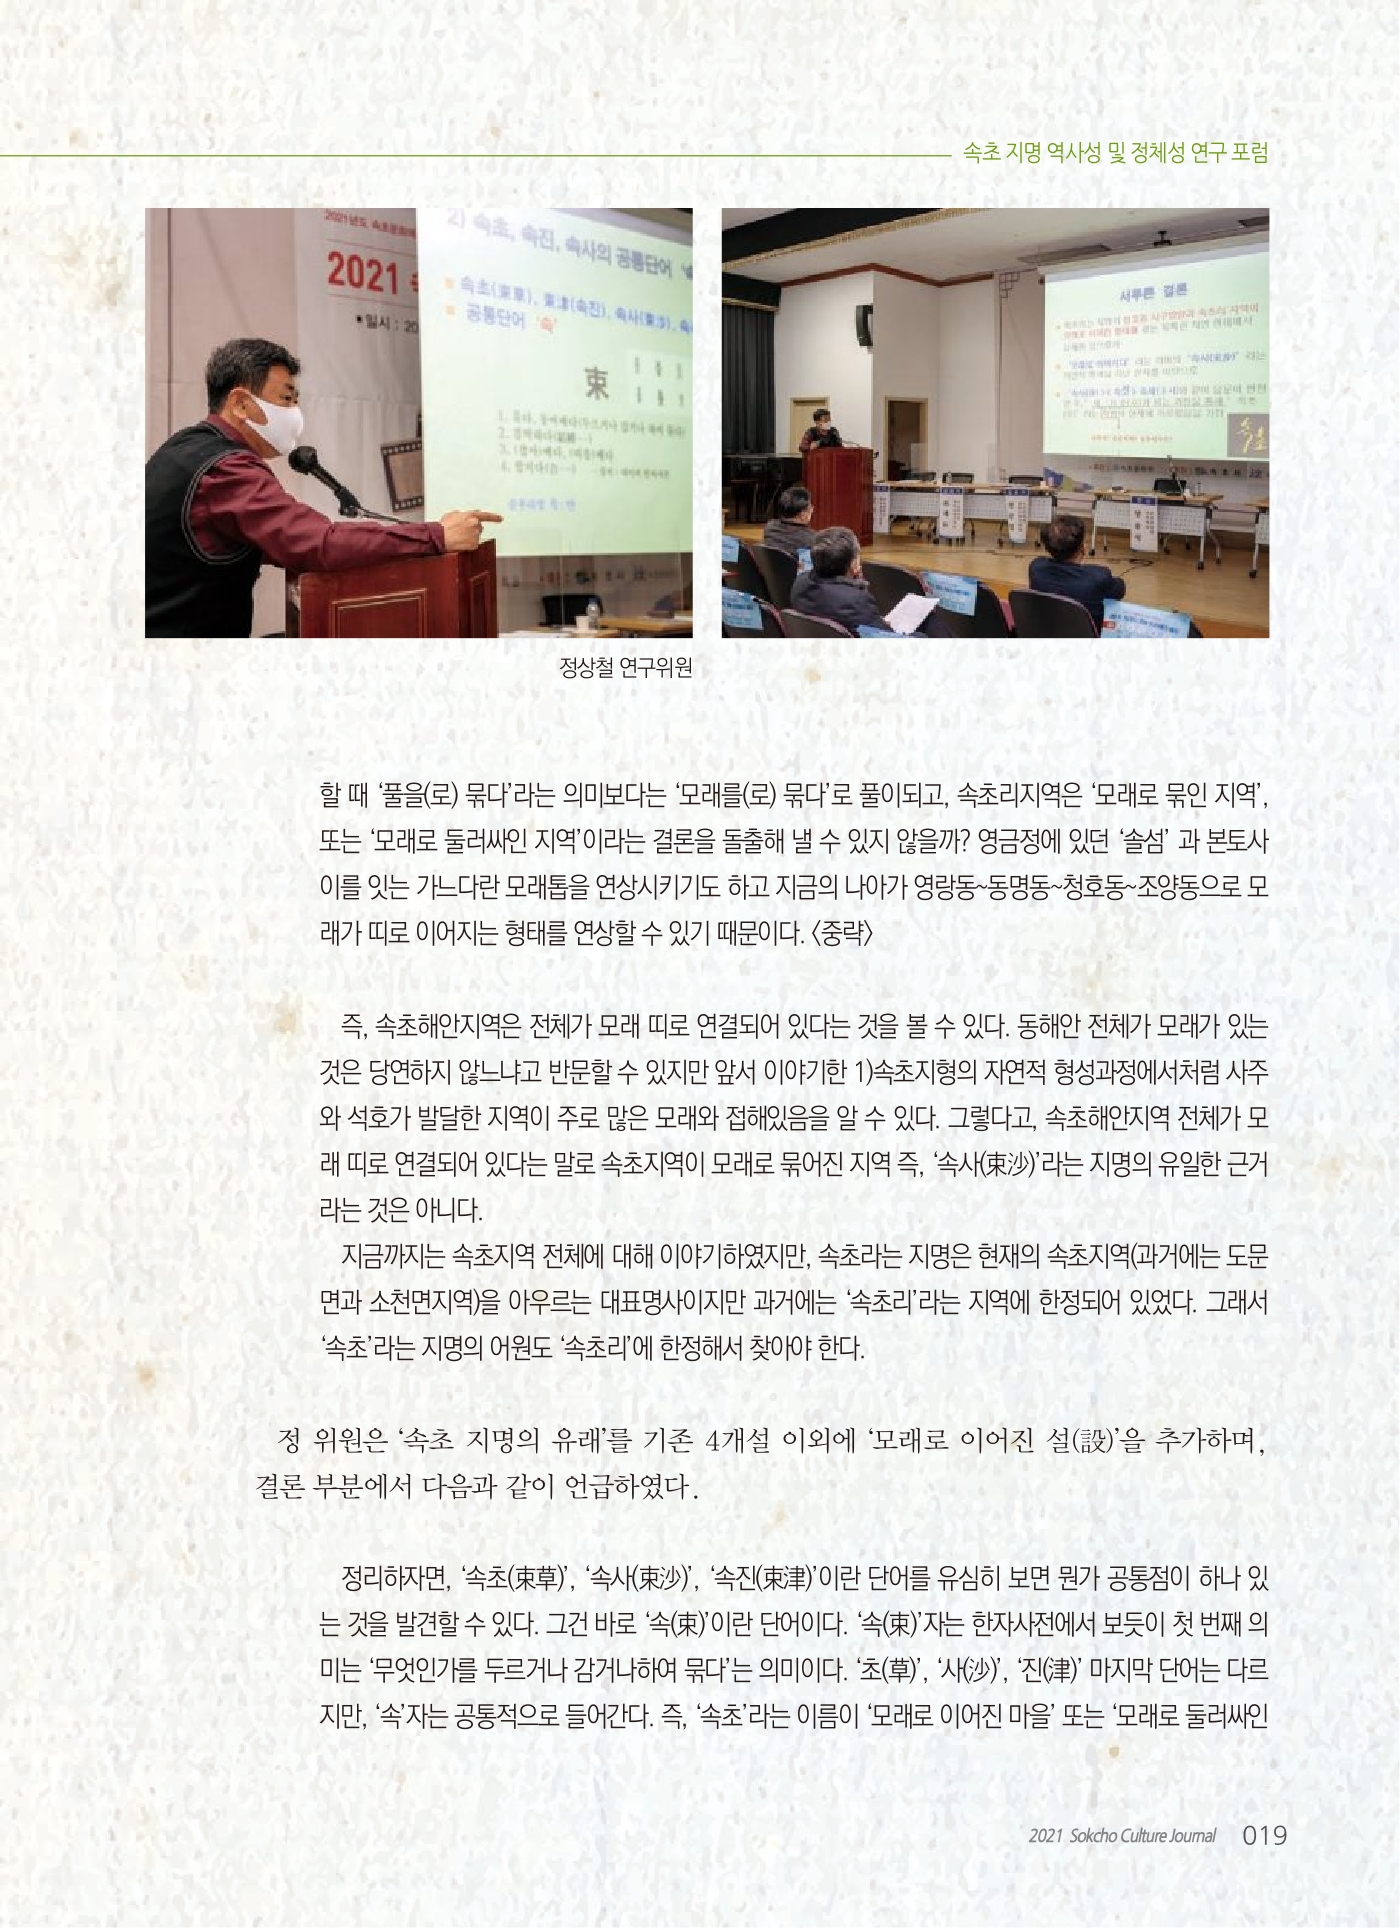 속초 지명 역사성 및 정체성 연구 포럼
2021년도 속초문화
2021
일시 : 20
2) 속초, 속진, 속사의 공통단어
속초(束草), 束津(속진), 속사(束沙),
공통단어 '속'
束
서투른 결론
정상철 연구위원
할 때 ‘풀을(로) 묶다’라는 의미보다는 ‘모래를(로) 묶다’로 풀이되고, 속초리지역은 ‘모래로 묶인 지역’,
또는 ‘모래로 둘러싸인 지역’이라는 결론을 돌출해 낼 수 있지 않을까? 영금정에 있던 ‘솔섬’ 과 본토사
이를 잇는 가느다란 모래톱을 연상시키기도 하고 지금의 나아가 영랑동~동명동~청호동~조양동으로 모
래가 띠로 이어지는 형태를 연상할 수 있기 때문이다. 〈중략〉
즉, 속초해안지역은 전체가 모래 띠로 연결되어 있다는 것을 볼 수 있다. 동해안 전체가 모래가 있는
것은 당연하지 않느냐고 반문할 수 있지만 앞서 이야기한 1)속초지형의 자연적 형성과정에서처럼 사주
와 석호가 발달한 지역이 주로 많은 모래와 접해있음을 알 수 있다. 그렇다고, 속초해안지역 전체가 모
래 띠로 연결되어 있다는 말로 속초지역이 모래로 묶어진 지역 즉, ‘속사(束沙)’라는 지명의 유일한 근거
라는 것은 아니다.
지금까지는 속초지역 전체에 대해 이야기하였지만, 속초라는 지명은 현재의 속초지역(과거에는 도문
면과 소천면지역)을 아우르는 대표명사이지만 과거에는 ‘속초리’라는 지역에 한정되어 있었다. 그래서
‘속초’라는 지명의 어원도 ‘속초리’에 한정해서 찾아야 한다.
정 위원은 ‘속초 지명의 유래’를 기존 4개설 이외에 ‘모래로 이어진 설(設)’을 추가하며,
결론 부분에서 다음과 같이 언급하였다.
정리하자면, ‘속초(束草)’, ‘속사(束沙)’, ‘속진(束津)’이란 단어를 유심히 보면 뭔가 공통점이 하나 있
는 것을 발견할 수 있다. 그건 바로 ‘속(束)’이란 단어이다. ‘속(束)’자는 한자사전에서 보듯이 첫 번째 의
미는 ‘무엇인가를 두르거나 감거나하여 묶다’는 의미이다. ‘초(草)’, ‘사(沙)’, ‘진(津)’ 마지막 단어는 다르
지만, ‘속’자는 공통적으로 들어간다. 즉, ‘속초’라는 이름이 ‘모래로 이어진 마을’ 또는 ‘모래로 둘러싸인
2021 Sokcho Culture Journal 019